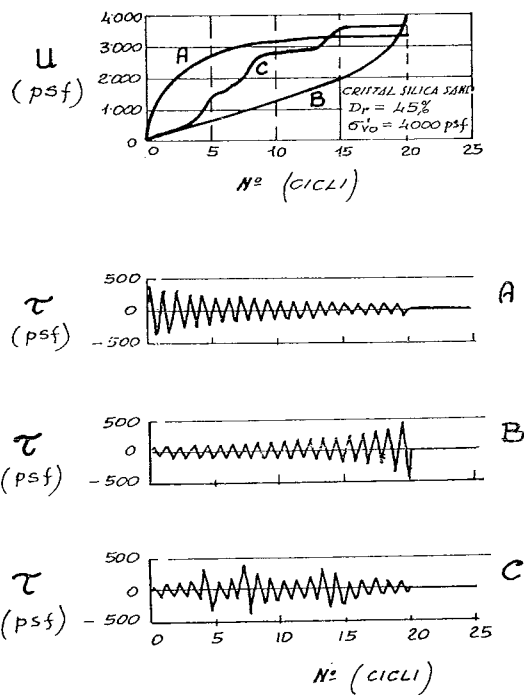 u
(psf)
4'000
3'000
2'000
1'000
0
A
C
B
CRISTAL SILICA SAND
Dr = 45%
σ'vo = 4000 psf
0 5 10 15 20 25
Nº (CICLI)
τ
(psf)
500
0
-500
A
τ
(psf)
500
0
-500
B
τ
(psf)
500
0
-500
C
0 5 10 15 20 25
Nº (CICLI)